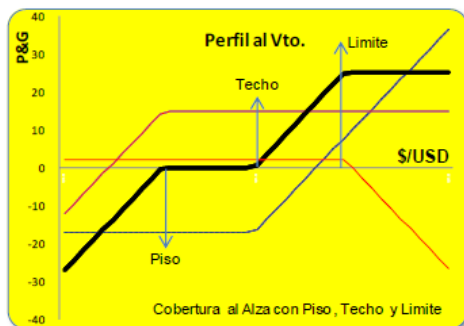 40
30
20
10
0
-10
-20
-30
-40
P&G
Perfil al Vto.
Limite
Techo
$/USD
Piso
Cobertura al Alza con Piso, Techo y Limite